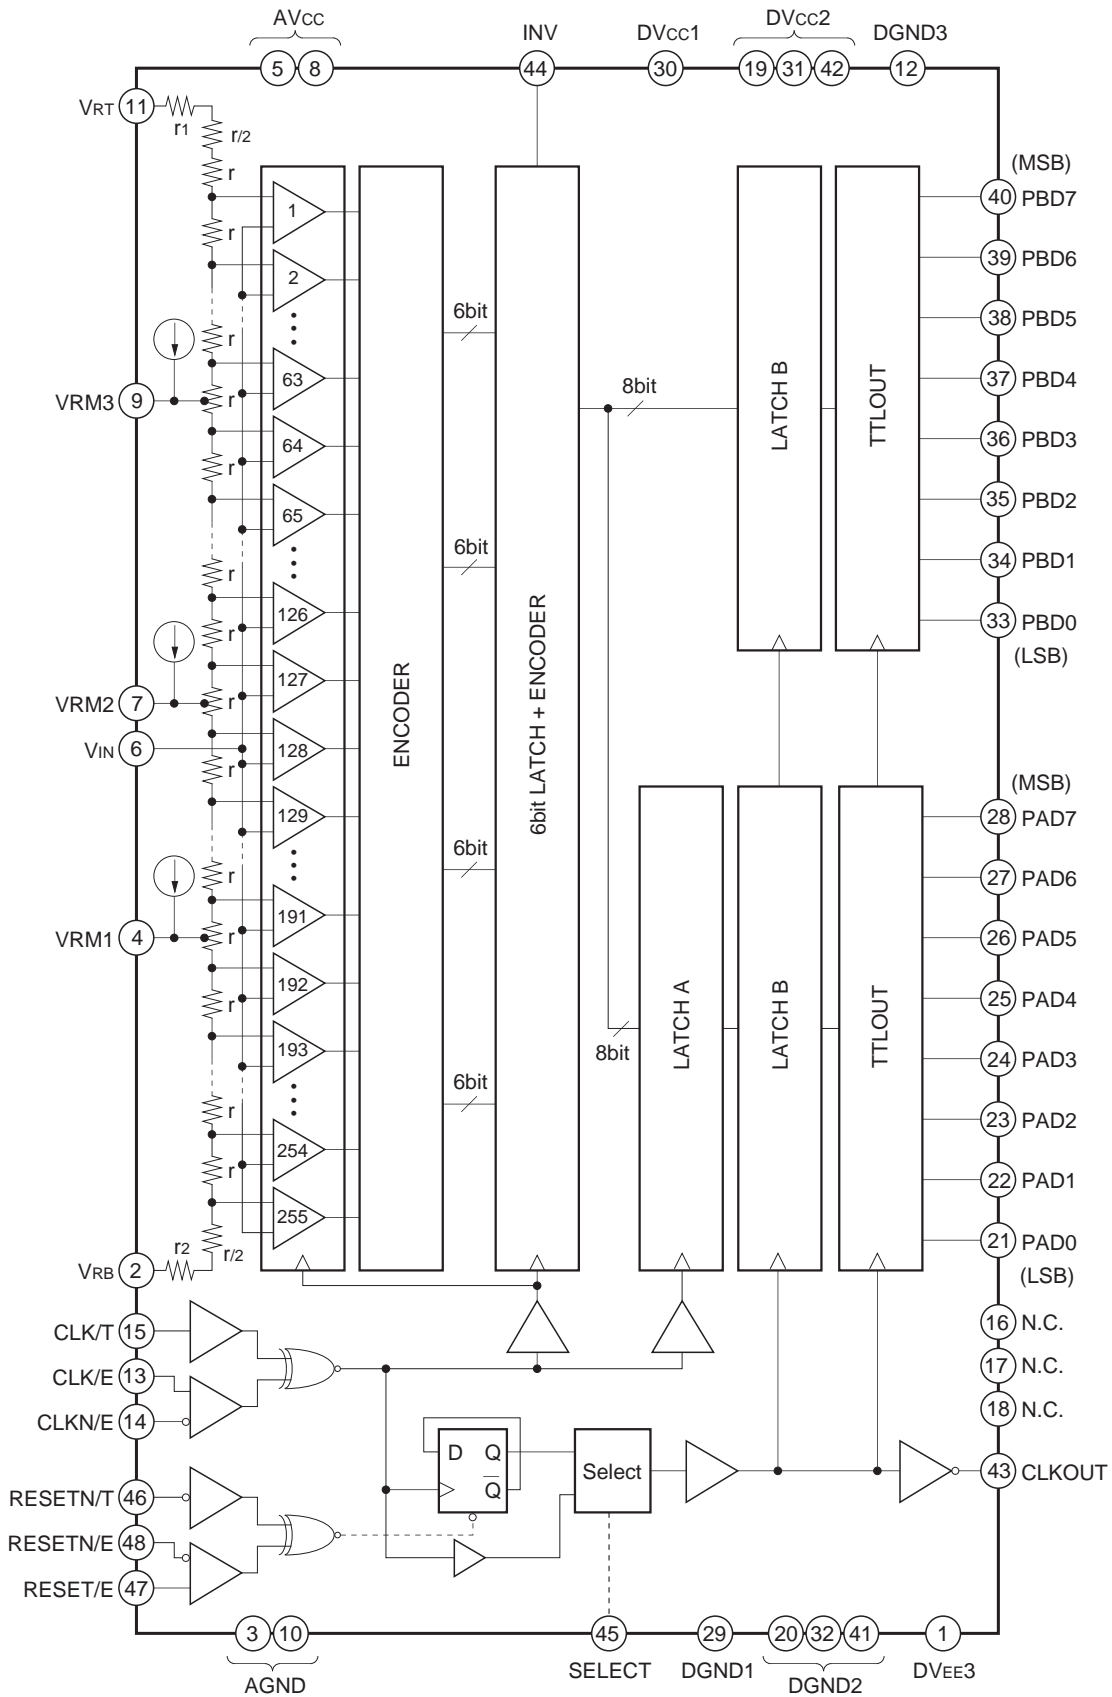 AVCC
INV
DVCC1
DVCC2
DGND3
5 8
44
30
19 31 42
12
VRT 11
r1
r/2
r
r
r
r
r
r
r
r
r
r
r
r
r
r
r/2
r2
VRM3 9
VRM2 7
VIN 6
VRM1 4
VRB 2
1
2
63
64
65
126
127
128
129
191
192
193
254
255
ENCODER
6bit
6bit
6bit
6bit
6bit LATCH + ENCODER
8bit
8bit
LATCH B
TTLOUT
LATCH A
LATCH B
TTLOUT
(MSB)
40 PBD7
39 PBD6
38 PBD5
37 PBD4
36 PBD3
35 PBD2
34 PBD1
33 PBD0
(LSB)
(MSB)
28 PAD7
27 PAD6
26 PAD5
25 PAD4
24 PAD3
23 PAD2
22 PAD1
21 PAD0
(LSB)
16 N.C.
17 N.C.
18 N.C.
43 CLKOUT
CLK/T 15
CLK/E 13
CLKN/E 14
RESETN/T 46
RESETN/E 48
RESET/E 47
D Q
Q
Select
3 10
AGND
45
SELECT
29
DGND1
20 32 41
DGND2
1
DVEE3